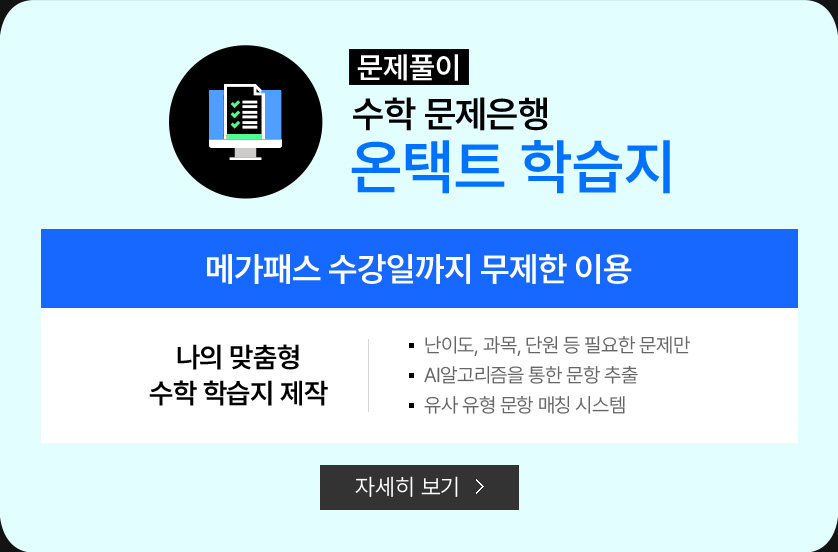 문제풀이
수학 문제은행
온택트 학습지
메가패스 수강일까지 무제한 이용
나의 맞춤형
수학 학습지 제작
난이도, 과목, 단원 등 필요한 문제만
AI알고리즘을 통한 문항 추출
유사 유형 문항 매칭 시스템
자세히 보기 >